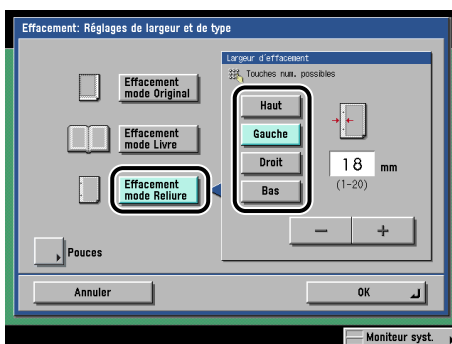 Effacement: Réglages de largeur et de type
Effacement
mode Original
Effacement
mode Livre
Effacement
mode Reliure
Pouces
Largeur d'effacement
Touches num. possibles
Haut
Gauche
Droit
Bas
18 mm
(1-20)
− +
Annuler
OK
Moniteur syst.